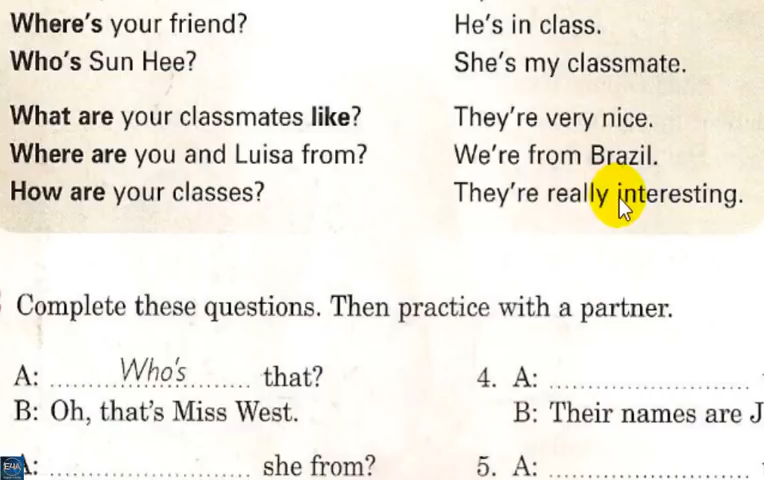 Where's your friend? He's in class.
Who's Sun Hee? She's my classmate.
What are your classmates like? They're very nice.
Where are you and Luisa from? We're from Brazil.
How are your classes? They're really interesting.
Complete these questions. Then practice with a partner.
A: ......Who's...... that?
B: Oh, that's Miss West.
A: ............ she from?
4. A: ............
B: Their names are J
5. A: ............